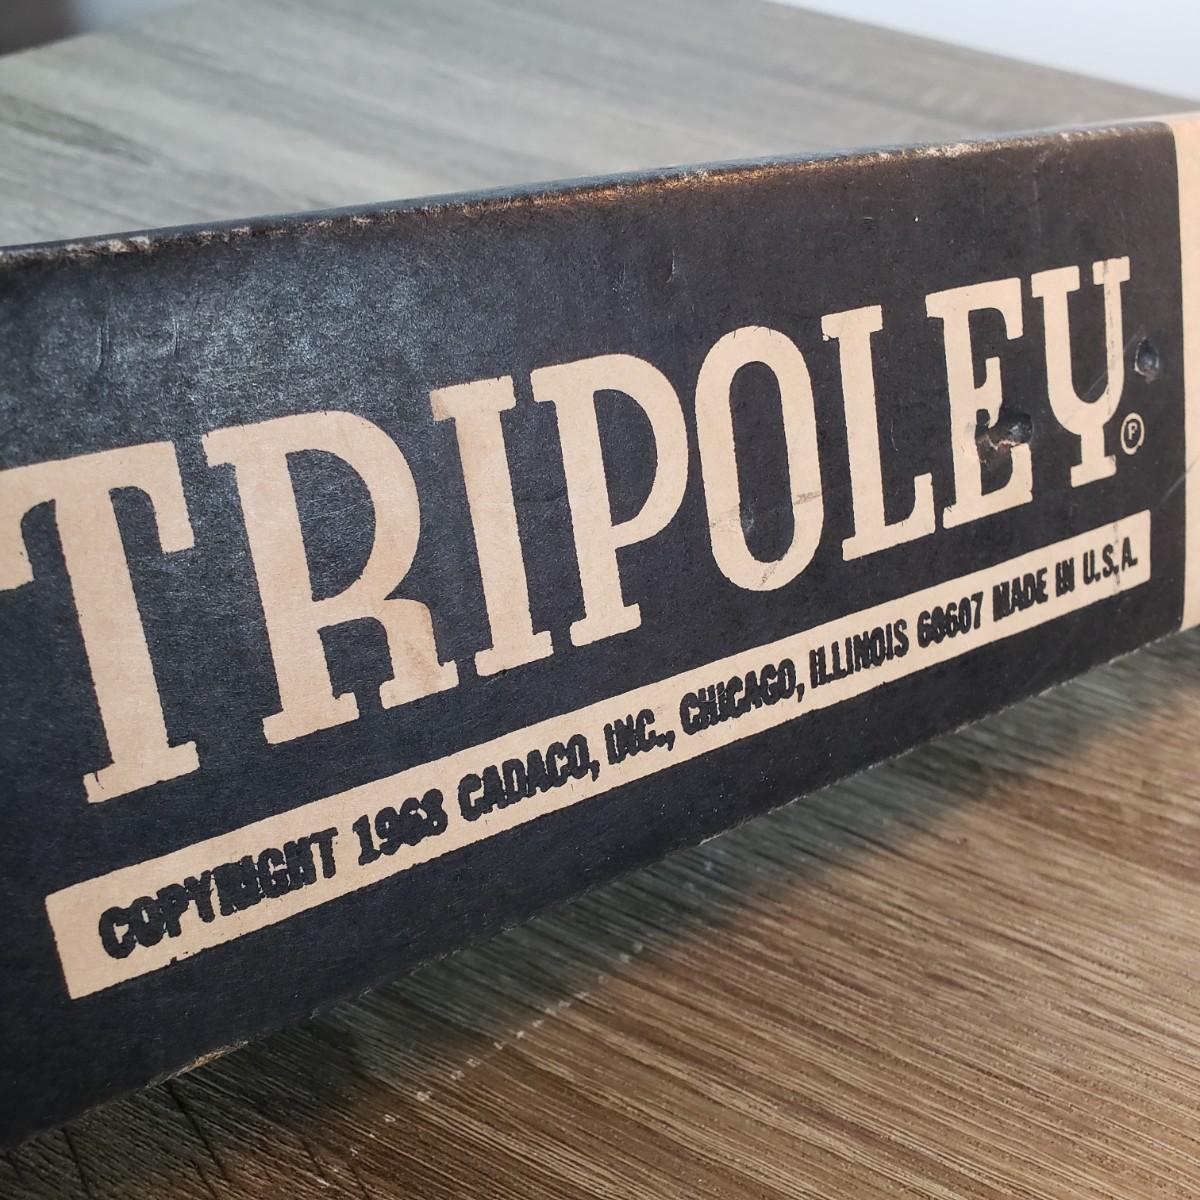 TRIPOLEY®
COPYRIGHT 1968 CADACO, INC., CHICAGO, ILLINOIS 60607 MADE IN U.S.A.